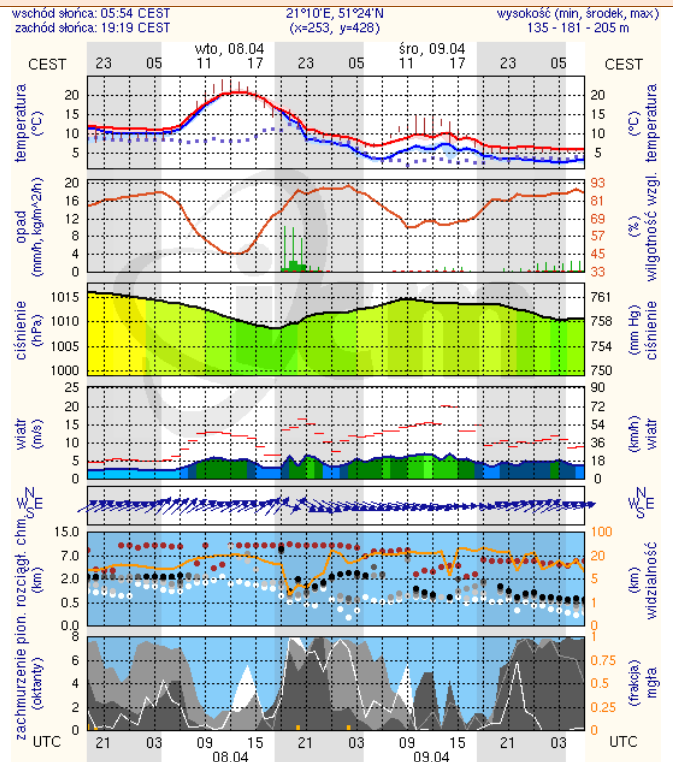 wschód słońca: 05:54 CEST 21°10'E, 51°24'N wysokość (min, środek, max)
zachód słońca: 19:19 CEST (x=253, y=428) 135 - 181 - 205 m
wto, 08.04 śro, 09.04
CEST 23 05 11 17 23 05 11 17 23 05 CEST
temperatura (°C)
20 15 10 5
20 15 10 5
temperatura (°C)
opad (mm/h, kg/m^2/h)
20 16 12 8 4 0
93 81 69 57 45 33
(%) wilgotność wzgl.
ciśnienie (hPa)
1015 1010 1005 1000
761 758 754 750
(mm Hg) ciśnienie
wiatr (m/s)
25 20 15 10 5 0
90 72 54 36 18 0
(km/h) wiatr
N W E S
N W E S
pion. rozciągł. chm. (km)
15.0 7.0 2.0 0.5 0.0
100 20 5 1 0
(km) widzialność
zachmurzenie (oktanty)
8 6 4 2 0
1 0.75 0.5 0.25 0
(frakcja) mgła
UTC 21 03 09 15 21 03 09 15 21 03 UTC
08.04 09.04